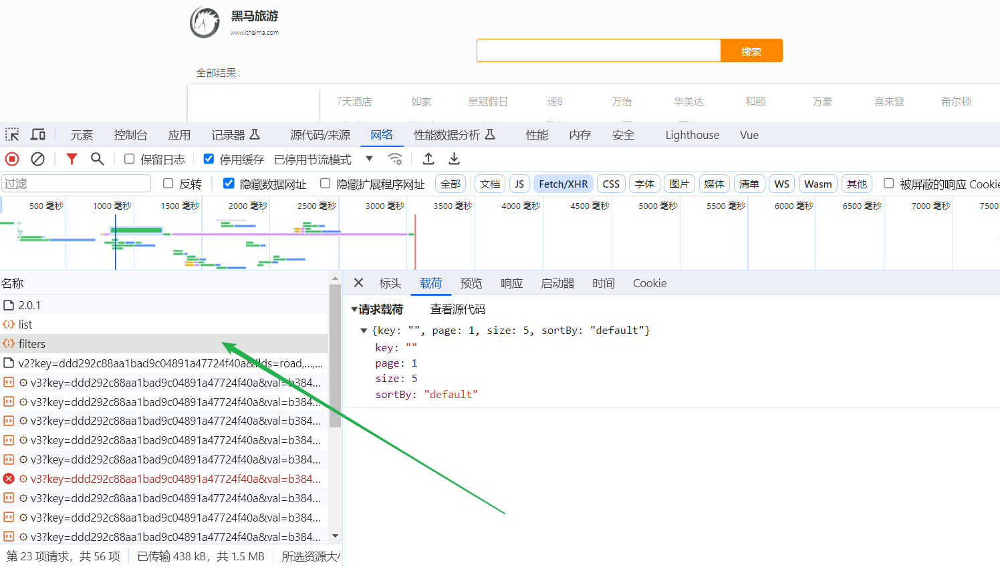 黑马旅游
www.itheima.com
搜索
全部结果:
7天酒店 如家 皇冠假日 速8 万怡 华美达 和颐 万豪 喜来登 希尔顿
元素 控制台 应用 记录器 源代码/来源 网络 性能数据分析 性能 内存 安全 Lighthouse Vue
保留日志 停用缓存 已停用节流模式
过滤 反转 隐藏数据网址 隐藏扩展程序网址 全部 文档 JS Fetch/XHR CSS 字体 图片 媒体 清单 WS Wasm 其他 被屏蔽的响应 Cookie
500 毫秒 1000 毫秒 1500 毫秒 2000 毫秒 2500 毫秒 3000 毫秒 3500 毫秒 4000 毫秒 4500 毫秒 5000 毫秒 5500 毫秒 6000 毫秒 6500 毫秒 7000 毫秒 7500
名称
2.0.1
list
filters
v2?key=ddd292c88aa1bad9c04891a47724f40a&flds=road,...,...
v3?key=ddd292c88aa1bad9c04891a47724f40a&val=b384...
v3?key=ddd292c88aa1bad9c04891a47724f40a&val=b384...
v3?key=ddd292c88aa1bad9c04891a47724f40a&val=b384...
v3?key=ddd292c88aa1bad9c04891a47724f40a&val=b384...
v3?key=ddd292c88aa1bad9c04891a47724f40a&val=b384...
v3?key=ddd292c88aa1bad9c04891a47724f40a&val=b384...
v3?key=ddd292c88aa1bad9c04891a47724f40a&val=b384...
v3?key=ddd292c88aa1bad9c04891a47724f40a&val=b384...
v3?key=ddd292c88aa1bad9c04891a47724f40a&val=b384...
第 23 项请求，共 56 项 已传输 438 kB，共 1.5 MB 所选资源大
标头 载荷 预览 响应 启动器 时间 Cookie
请求载荷 查看源代码
{key: "", page: 1, size: 5, sortBy: "default"}
key: ""
page: 1
size: 5
sortBy: "default"